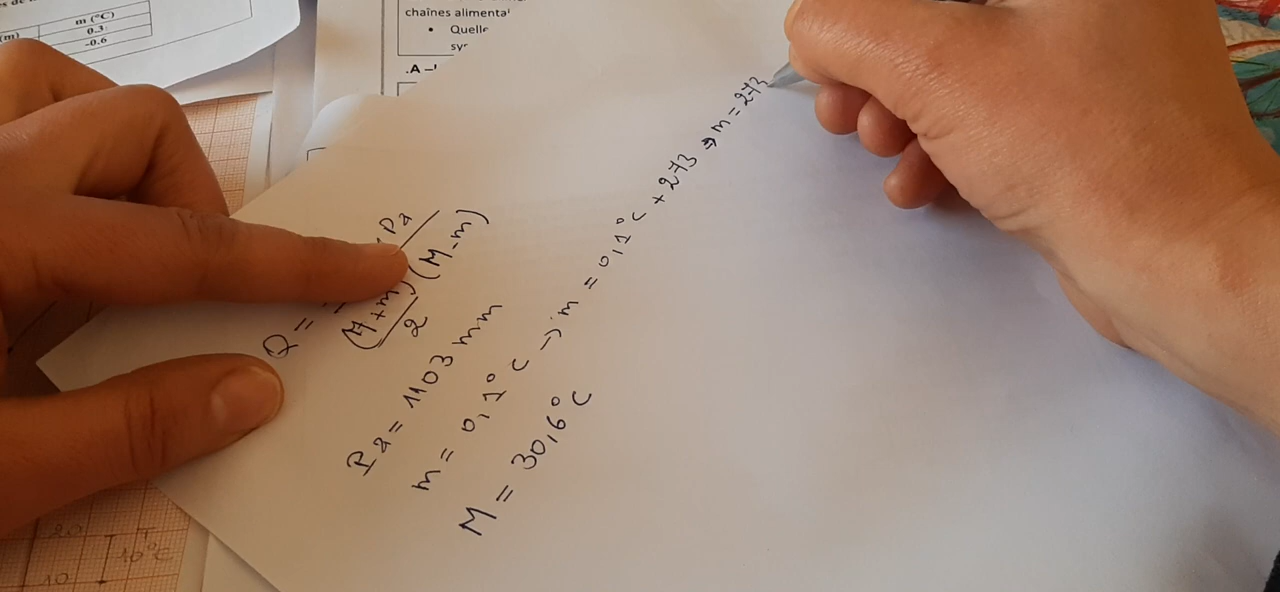 m (°C)
(m)
0.3
-0.6
chaînes alimenta
• Quelle
.A –
Q =
Pa
(M+m) (M-m)
2
Pa = 1103 mm
m = 0,1°C → m = 0,1°C + 273 ⇒ m = 273
M = 30,6°C
20
10°C
10